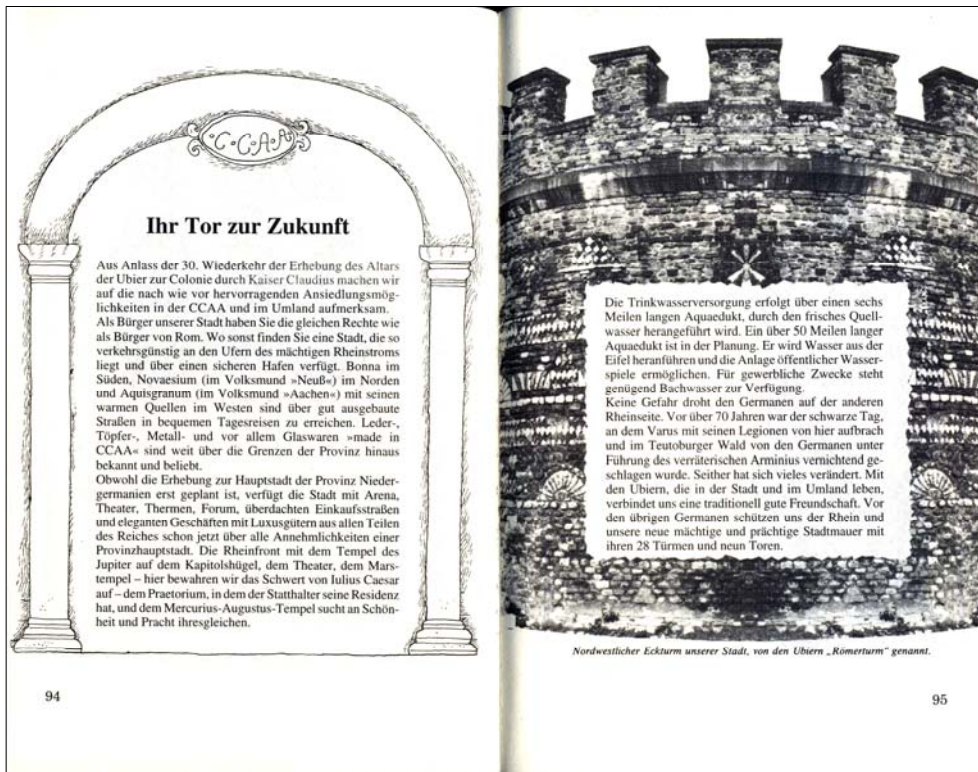 C·C·A·A
Ihr Tor zur Zukunft
Aus Anlass der 30. Wiederkehr der Erhebung des Altars
der Ubier zur Colonie durch Kaiser Claudius machen wir
auf die nach wie vor hervorragenden Ansiedlungsmög-
lichkeiten in der CCAA und im Umland aufmerksam.
Als Bürger unserer Stadt haben Sie die gleichen Rechte wie
als Bürger von Rom. Wo sonst finden Sie eine Stadt, die so
verkehrsgünstig an den Ufern des mächtigen Rheinstroms
liegt und über einen sicheren Hafen verfügt. Bonna im
Süden, Novaesium (im Volksmund »Neuß«) im Norden
und Aquisgranum (im Volksmund »Aachen«) mit seinen
warmen Quellen im Westen sind über gut ausgebaute
Straßen in bequemen Tagesreisen zu erreichen. Leder-,
Töpfer-, Metall- und vor allem Glaswaren »made in
CCAA« sind weit über die Grenzen der Provinz hinaus
bekannt und beliebt.
Obwohl die Erhebung zur Hauptstadt der Provinz Nieder-
germanien erst geplant ist, verfügt die Stadt mit Arena,
Theater, Thermen, Forum, überdachten Einkaufsstraßen
und eleganten Geschäften mit Luxusgütern aus allen Teilen
des Reiches schon jetzt über alle Annehmlichkeiten einer
Provinzhauptstadt. Die Rheinfront mit dem Tempel des
Jupiter auf dem Kapitolshügel, dem Theater, dem Mars-
tempel – hier bewahren wir das Schwert von Iulius Caesar
auf – dem Praetorium, in dem der Statthalter seine Residenz
hat, und dem Mercurius-Augustus-Tempel sucht an Schön-
heit und Pracht ihresgleichen.
94
Die Trinkwasserversorgung erfolgt über einen sechs
Meilen langen Aquaedukt, durch den frisches Quell-
wasser herangeführt wird. Ein über 50 Meilen langer
Aquaedukt ist in der Planung. Er wird Wasser aus der
Eifel heranführen und die Anlage öffentlicher Wasser-
spiele ermöglichen. Für gewerbliche Zwecke steht
genügend Bachwasser zur Verfügung.
Keine Gefahr droht den Germanen auf der anderen
Rheinseite. Vor über 70 Jahren war der schwarze Tag,
an dem Varus mit seinen Legionen von hier aufbrach
und im Teutoburger Wald von den Germanen unter
Führung des verräterischen Arminius vernichtend ge-
schlagen wurde. Seither hat sich vieles verändert. Mit
den Ubiern, die in der Stadt und im Umland leben,
verbindet uns eine traditionell gute Freundschaft. Vor
den übrigen Germanen schützen uns der Rhein und
unsere neue mächtige und prächtige Stadtmauer mit
ihren 28 Türmen und neun Toren.
Nordwestlicher Eckturm unserer Stadt, von den Ubiern „Römerturm" genannt.
95